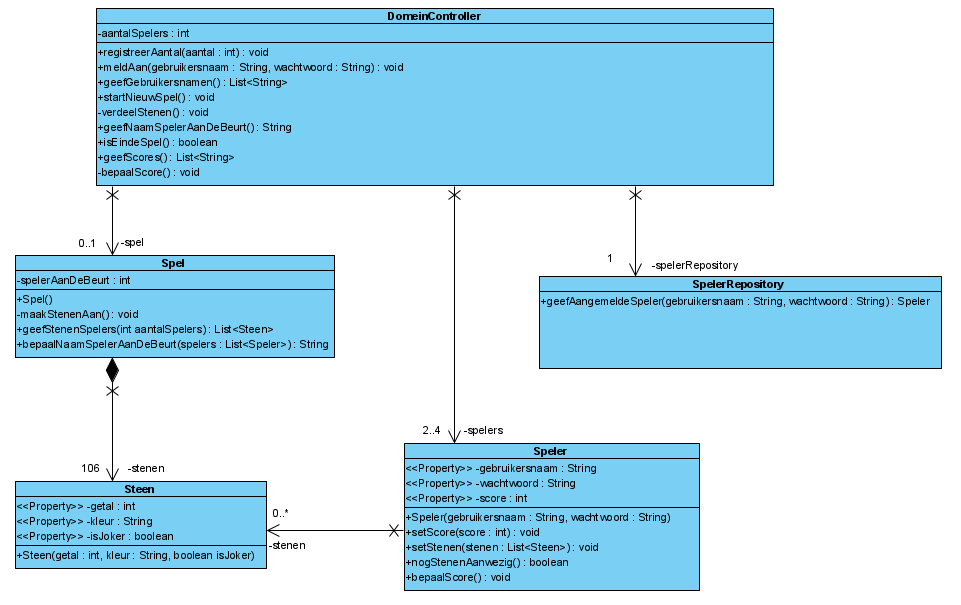 DomeinController
-aantalSpelers : int
+registreerAantal(aantal : int) : void
+meldAan(gebruikersnaam : String, wachtwoord : String) : void
+geefGebruikersnamen() : List<String>
+startNieuwSpel() : void
-verdeelStenen() : void
+geefNaamSpelerAanDeBeurt() : String
+isEindeSpel() : boolean
+geefScores() : List<String>
-bepaalScore() : void
0..1
-spel
Spel
-spelerAanDeBeurt : int
+Spel()
-maakStenenAan() : void
+geefStenenSpelers(int aantalSpelers) : List<Steen>
+bepaalNaamSpelerAanDeBeurt(spelers : List<Speler>) : String
1
-spelerRepository
SpelerRepository
+geefAangemeldeSpeler(gebruikersnaam : String, wachtwoord : String) : Speler
2..4
-spelers
Speler
<<Property>> -gebruikersnaam : String
<<Property>> -wachtwoord : String
<<Property>> -score : int
+Speler(gebruikersnaam : String, wachtwoord : String)
+setScore(score : int) : void
+setStenen(stenen : List<Steen>) : void
+nogStenenAanwezig() : boolean
+bepaalScore() : void
106
-stenen
Steen
<<Property>> -getal : int
<<Property>> -kleur : String
<<Property>> -isJoker : boolean
+Steen(getal : int, kleur : String, boolean isJoker)
0..*
-stenen